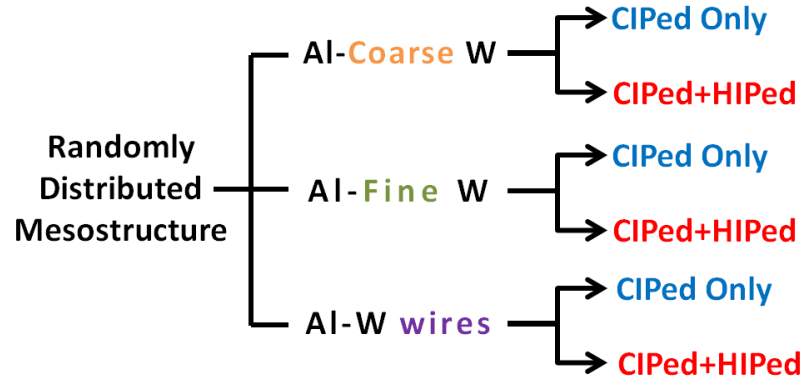 Randomly
Distributed
Mesostructure
Al-Coarse W
CIPed Only
CIPed+HIPed
Al-Fine W
CIPed Only
CIPed+HIPed
Al-W wires
CIPed Only
CIPed+HIPed